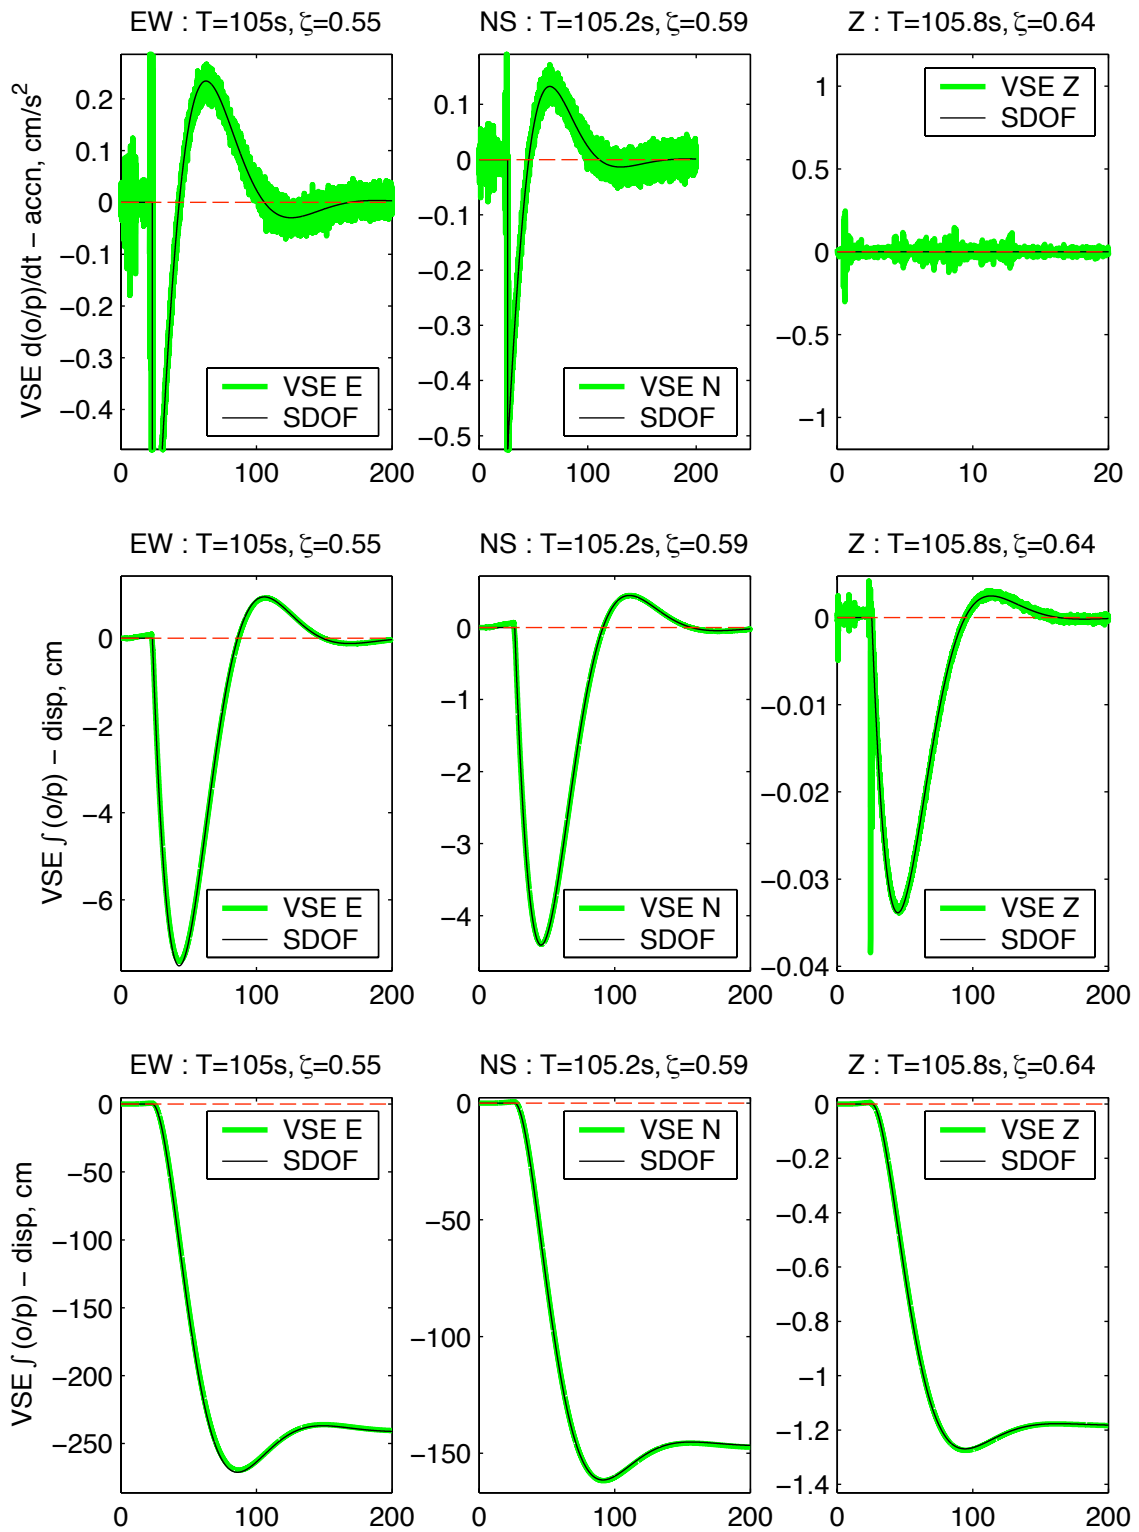 EW : T=105s, ζ=0.55
NS : T=105.2s, ζ=0.59
Z : T=105.8s, ζ=0.64
VSE d(o/p)/dt − accn, cm/s²
0.2
0.1
0
−0.1
−0.2
−0.3
−0.4
VSE E
SDOF
0 100 200
0.1
0
−0.1
−0.2
−0.3
−0.4
−0.5
VSE N
SDOF
0 100 200
1
0.5
0
−0.5
−1
VSE Z
SDOF
0 10 20
EW : T=105s, ζ=0.55
NS : T=105.2s, ζ=0.59
Z : T=105.8s, ζ=0.64
VSE ∫(o/p) − disp, cm
0
−2
−4
−6
VSE E
SDOF
0 100 200
0
−1
−2
−3
−4
VSE N
SDOF
0 100 200
0
−0.01
−0.02
−0.03
−0.04
VSE Z
SDOF
0 100 200
EW : T=105s, ζ=0.55
NS : T=105.2s, ζ=0.59
Z : T=105.8s, ζ=0.64
VSE ∫(o/p) − disp, cm
0
−50
−100
−150
−200
−250
VSE E
SDOF
0 100 200
0
−50
−100
−150
VSE N
SDOF
0 100 200
0
−0.2
−0.4
−0.6
−0.8
−1
−1.2
−1.4
VSE Z
SDOF
0 100 200